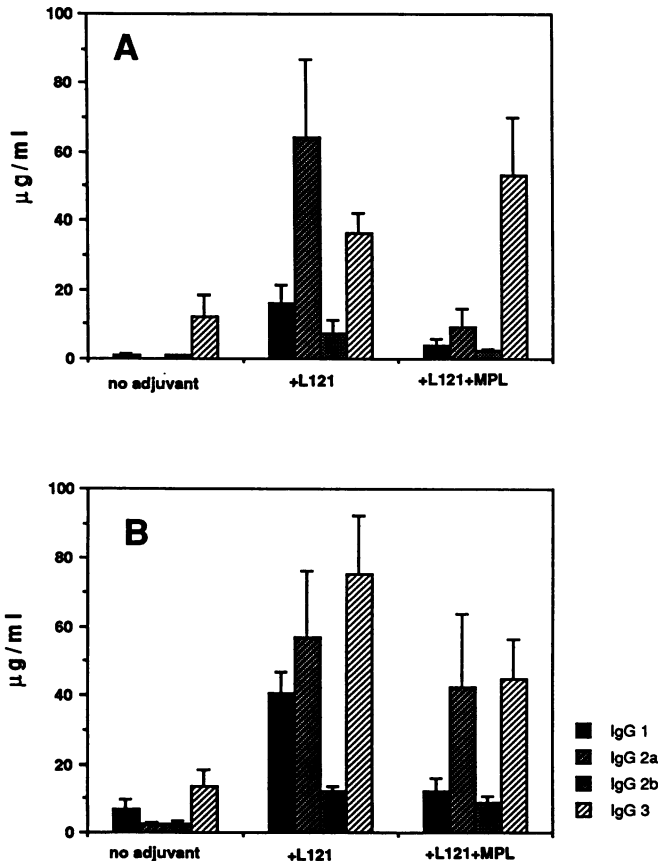 100
A
80
60
40
20
0
µg/ml
no adjuvant
+L121
+L121+MPL
100
B
80
60
40
20
0
µg/ml
no adjuvant
+L121
+L121+MPL
IgG 1
IgG 2a
IgG 2b
IgG 3